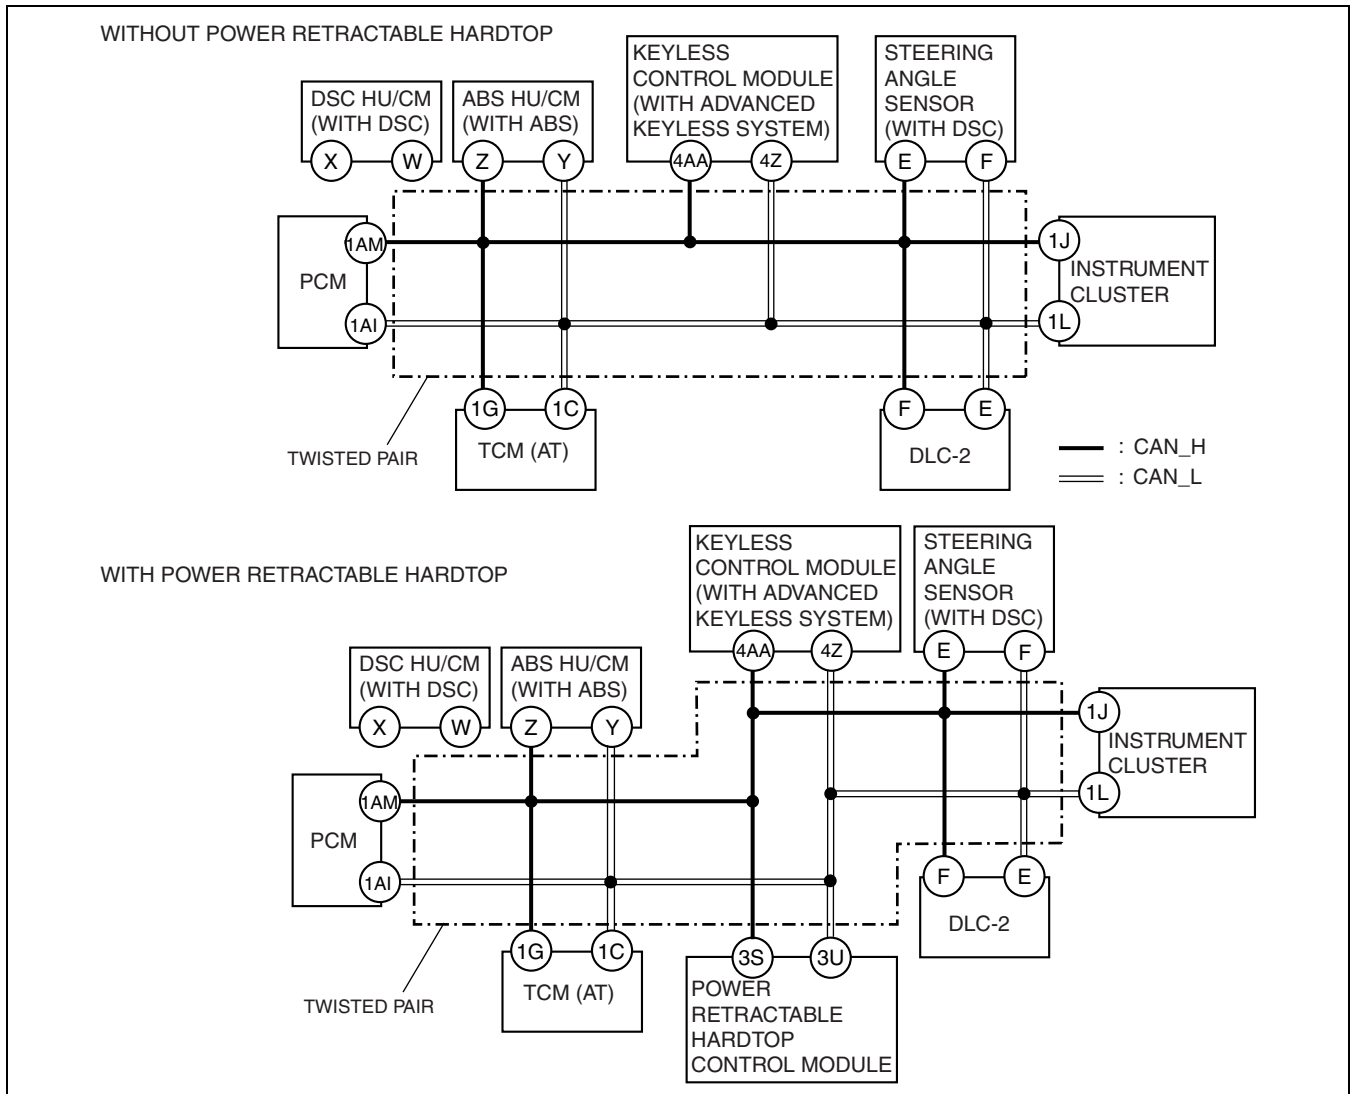 WITHOUT POWER RETRACTABLE HARDTOP
DSC HU/CM
(WITH DSC)
X
W
ABS HU/CM
(WITH ABS)
Z
Y
KEYLESS
CONTROL MODULE
(WITH ADVANCED
KEYLESS SYSTEM)
4AA
4Z
STEERING
ANGLE
SENSOR
(WITH DSC)
E
F
PCM
1AM
1AI
1J
1L
INSTRUMENT
CLUSTER
TWISTED PAIR
1G
1C
TCM (AT)
F
E
DLC-2
: CAN_H
: CAN_L
WITH POWER RETRACTABLE HARDTOP
DSC HU/CM
(WITH DSC)
X
W
ABS HU/CM
(WITH ABS)
Z
Y
KEYLESS
CONTROL MODULE
(WITH ADVANCED
KEYLESS SYSTEM)
4AA
4Z
STEERING
ANGLE
SENSOR
(WITH DSC)
E
F
PCM
1AM
1AI
1J
1L
INSTRUMENT
CLUSTER
TWISTED PAIR
1G
1C
TCM (AT)
3S
3U
POWER
RETRACTABLE
HARDTOP
CONTROL MODULE
F
E
DLC-2